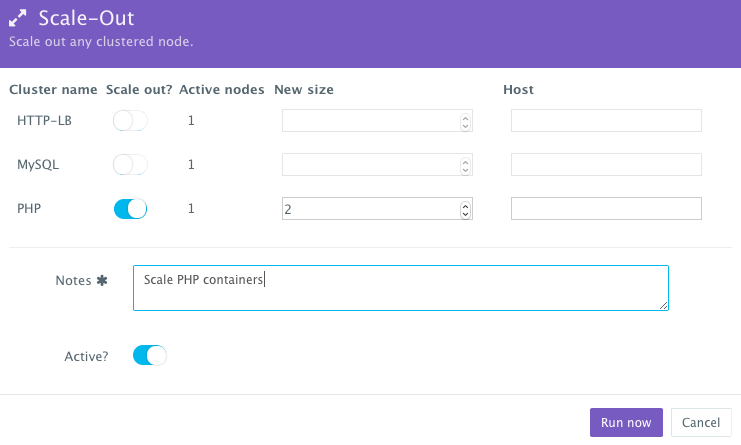 Scale-Out
Scale out any clustered node.
Cluster name Scale out? Active nodes New size Host
HTTP-LB 1
MySQL 1
PHP 1 2
Notes ✱ Scale PHP containers
Active?
Run now Cancel